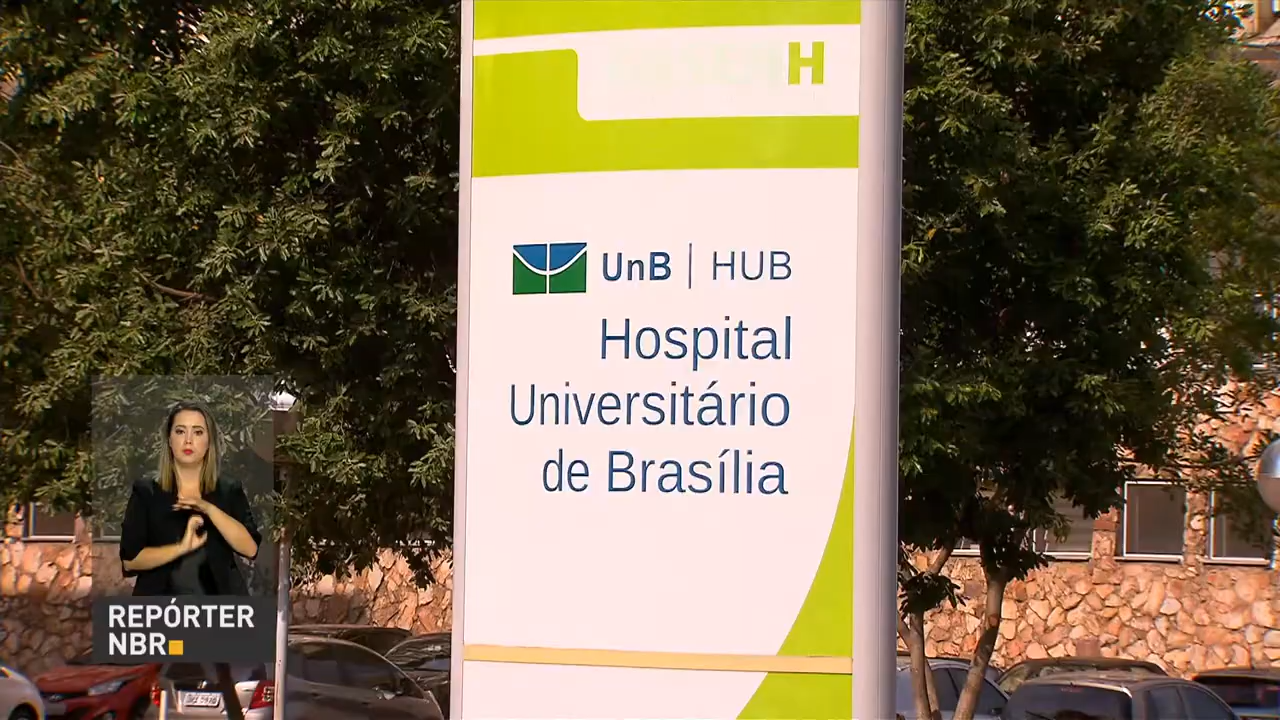 H
UnB | HUB
Hospital
Universitário
de Brasília
REPÓRTER
NBR